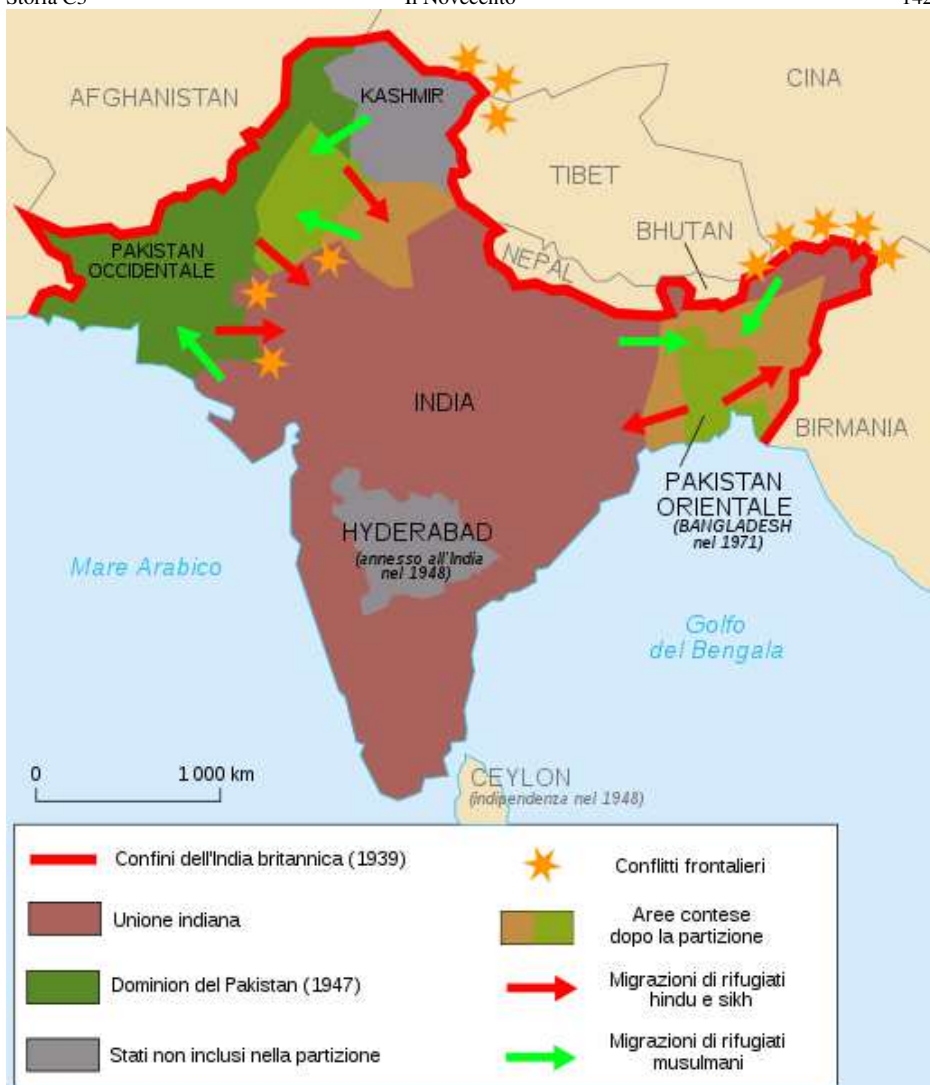 Storia C3 Il Novecento 142
AFGHANISTAN
CINA
KASHMIR
TIBET
BHUTAN
NEPAL
PAKISTAN
OCCIDENTALE
INDIA
BIRMANIA
PAKISTAN
ORIENTALE
(BANGLADESH
nel 1971)
HYDERABAD
(annesso all'India
nel 1948)
Mare Arabico
Golfo
del Bengala
0 1 000 km
CEYLON
(indipendenza nel 1948)
Confini dell'India britannica (1939)
Conflitti frontalieri
Unione indiana
Aree contese
dopo la partizione
Dominion del Pakistan (1947)
Migrazioni di rifugiati
hindu e sikh
Stati non inclusi nella partizione
Migrazioni di rifugiati
musulmani